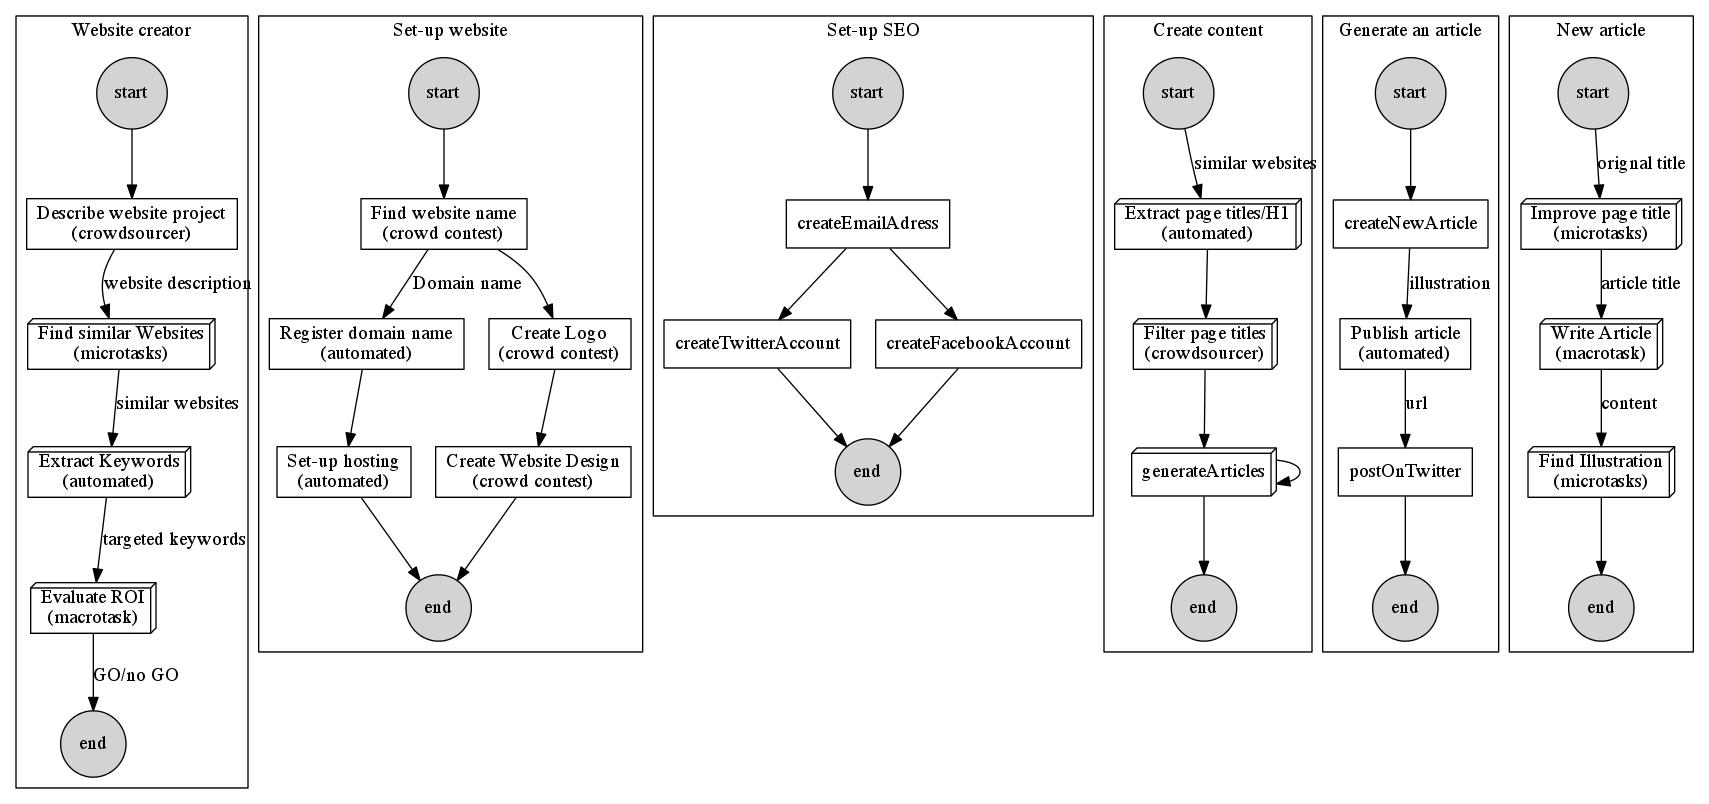 Website creator
start
Describe website project
(crowdsourcer)
website description
Find similar Websites
(microtasks)
similar websites
Extract Keywords
(automated)
targeted keywords
Evaluate ROI
(macrotask)
GO/no GO
end
Set-up website
start
Find website name
(crowd contest)
Domain name
Register domain name
(automated)
Create Logo
(crowd contest)
Set-up hosting
(automated)
Create Website Design
(crowd contest)
end
Set-up SEO
start
createEmailAdress
createTwitterAccount
createFacebookAccount
end
Create content
start
similar websites
Extract page titles/H1
(automated)
Filter page titles
(crowdsourcer)
generateArticles
end
Generate an article
start
createNewArticle
illustration
Publish article
(automated)
url
postOnTwitter
end
New article
start
orignal title
Improve page title
(microtasks)
article title
Write Article
(macrotask)
content
Find Illustration
(microtasks)
end